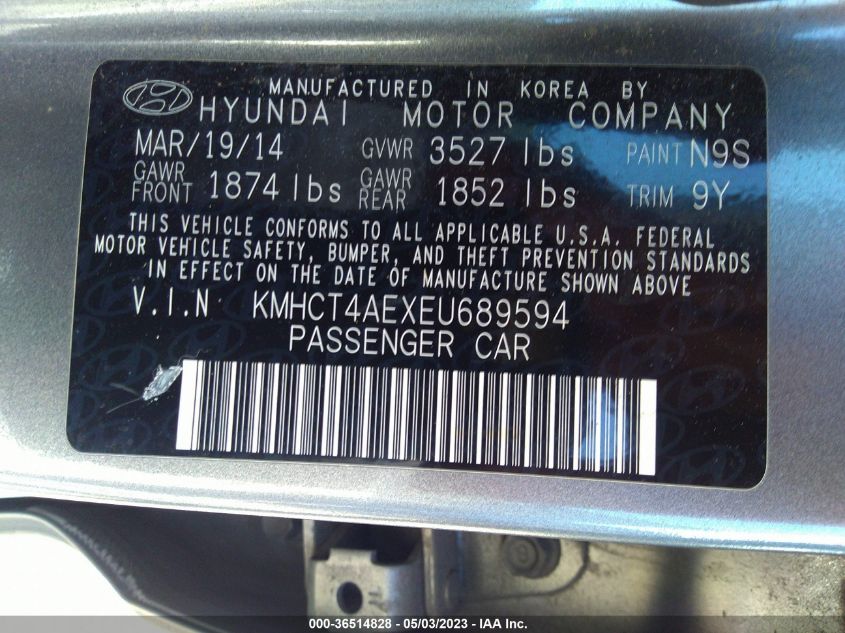 MANUFACTURED IN KOREA BY
HYUNDAI MOTOR COMPANY
MAR/19/14 GVWR 3527 lbs PAINT N9S
GAWR FRONT 1874 lbs GAWR REAR 1852 lbs TRIM 9Y
THIS VEHICLE CONFORMS TO ALL APPLICABLE U.S.A. FEDERAL
MOTOR VEHICLE SAFETY, BUMPER, AND THEFT PREVENTION STANDARDS
IN EFFECT ON THE DATE OF MANUFACTURE SHOWN ABOVE
V.I.N KMHCT4AEXEU689594
PASSENGER CAR
000-36514828 - 05/03/2023 - IAA Inc.